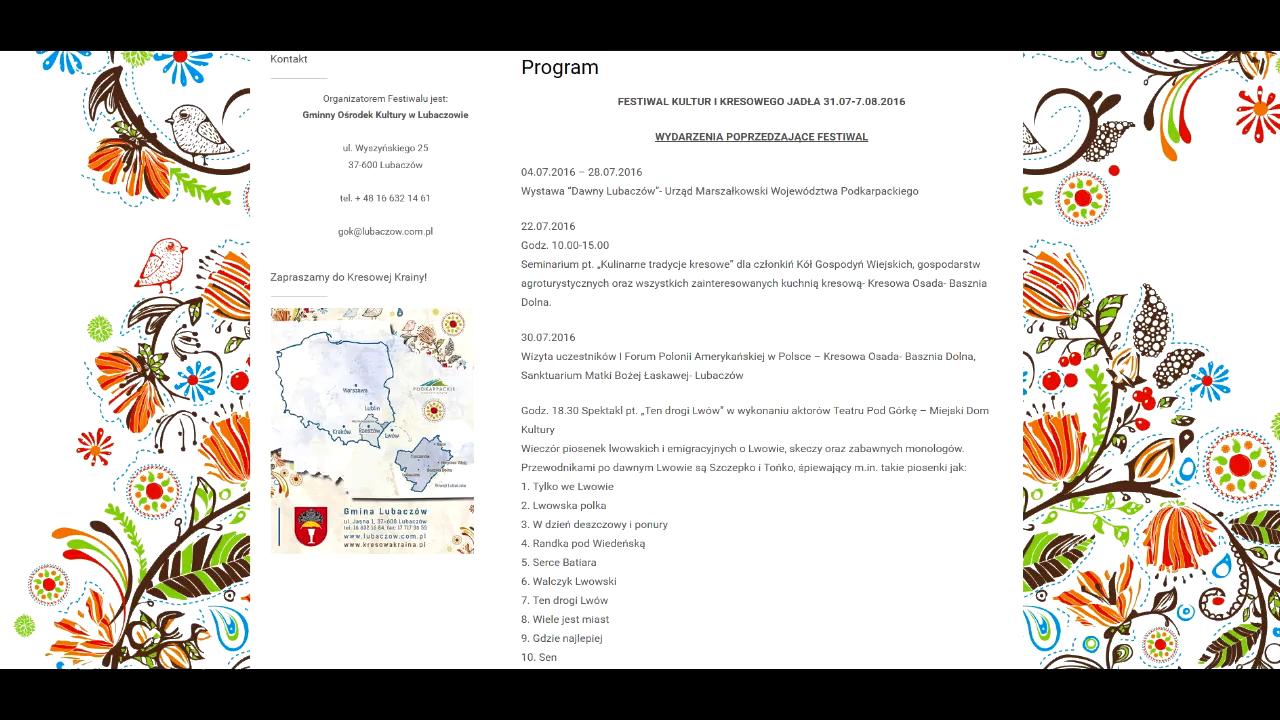 Kontakt
Organizatorem Festiwalu jest:
Gminny Ośrodek Kultury w Lubaczowie
ul. Wyszyńskiego 25
37-600 Lubaczów
tel. + 48 16 632 14 61
gok@lubaczow.com.pl
Zapraszamy do Kresowej Krainy!
Warszawa
PODKARPACKIE
Lublin
Kraków
Rzeszów
Lwów
Gmina Lubaczów
ul. Jasna 1, 37-600 Lubaczów
www.lubaczow.com.pl
www.kresowakraina.pl
Program
FESTIWAL KULTUR I KRESOWEGO JADŁA 31.07-7.08.2016
WYDARZENIA POPRZEDZAJĄCE FESTIWAL
04.07.2016 – 28.07.2016
Wystawa “Dawny Lubaczów”- Urząd Marszałkowski Województwa Podkarpackiego
22.07.2016
Godz. 10.00-15.00
Seminarium pt. „Kulinarne tradycje kresowe” dla członkiń Kół Gospodyń Wiejskich, gospodarstw
agroturystycznych oraz wszystkich zainteresowanych kuchnią kresową- Kresowa Osada- Basznia
Dolna.
30.07.2016
Wizyta uczestników I Forum Polonii Amerykańskiej w Polsce – Kresowa Osada- Basznia Dolna,
Sanktuarium Matki Bożej Łaskawej- Lubaczów
Godz. 18.30 Spektakl pt. „Ten drogi Lwów” w wykonaniu aktorów Teatru Pod Górkę – Miejski Dom
Kultury
Wieczór piosenek lwowskich i emigracyjnych o Lwowie, skeczy oraz zabawnych monologów.
Przewodnikami po dawnym Lwowie są Szczepko i Tońko, śpiewający m.in. takie piosenki jak:
1. Tylko we Lwowie
2. Lwowska polka
3. W dzień deszczowy i ponury
4. Randka pod Wiedeńską
5. Serce Batiara
6. Walczyk Lwowski
7. Ten drogi Lwów
8. Wiele jest miast
9. Gdzie najlepiej
10. Sen